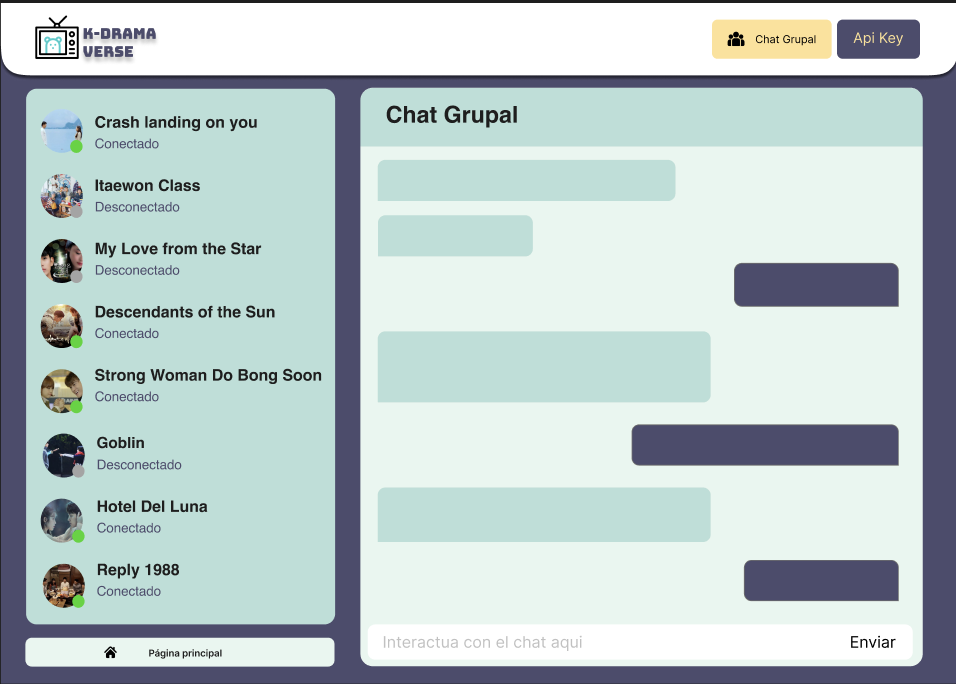 K-DRAMA
VERSE
Chat Grupal
Api Key
Crash landing on you
Conectado
Itaewon Class
Desconectado
My Love from the Star
Desconectado
Descendants of the Sun
Conectado
Strong Woman Do Bong Soon
Conectado
Goblin
Desconectado
Hotel Del Luna
Conectado
Reply 1988
Conectado
Página principal
Chat Grupal
Interactua con el chat aqui
Enviar